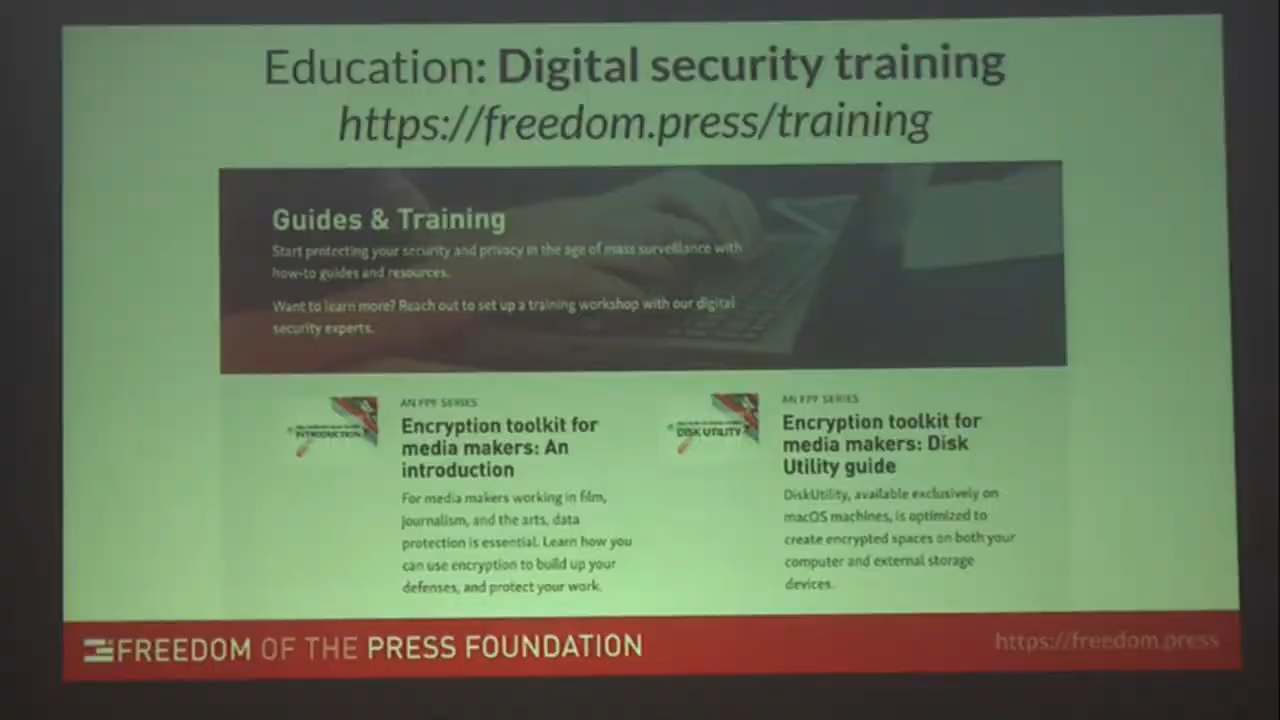 Education: Digital security training
https://freedom.press/training
Guides & Training
Start protecting your security and privacy in the age of mass surveillance with
how-to guides and resources.
Want to learn more? Reach out to set up a training workshop with our digital
security experts.
AN FPF SERIES
Encryption toolkit for
media makers: An
introduction
For media makers working in film,
journalism, and the arts, data
protection is essential. Learn how you
can use encryption to build up your
defenses, and protect your work.
INTRODUCTION
AN FPF SERIES
Encryption toolkit for
media makers: Disk
Utility guide
DiskUtility, available exclusively on
macOS machines, is optimized to
create encrypted spaces on both your
computer and external storage
devices.
DISK UTILITY
FREEDOM OF THE PRESS FOUNDATION
https://freedom.press